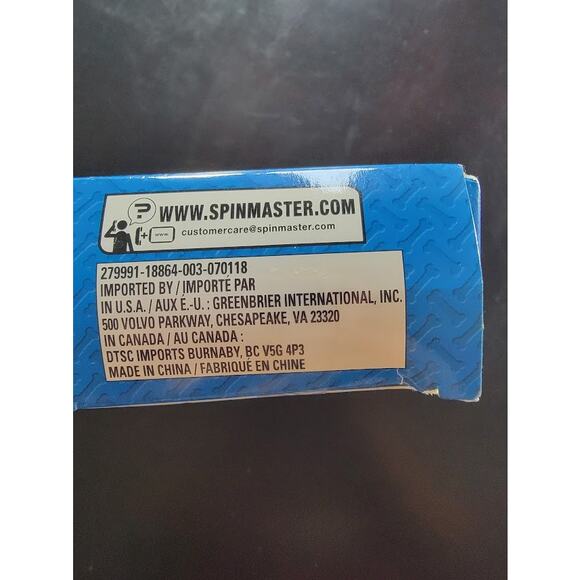 ?
WWW.SPINMASTER.COM
customercare@spinmaster.com
279991-18864-003-070118
IMPORTED BY / IMPORTÉ PAR
IN U.S.A. / AUX É.-U. : GREENBRIER INTERNATIONAL, INC.
500 VOLVO PARKWAY, CHESAPEAKE, VA 23320
IN CANADA / AU CANADA :
DTSC IMPORTS BURNABY, BC V5G 4P3
MADE IN CHINA / FABRIQUÉ EN CHINE